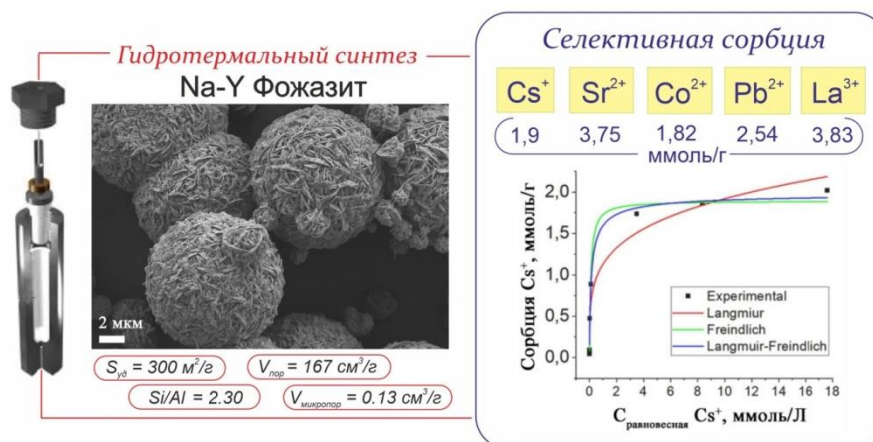 Гидротермальный синтез
Na-Y Фожазит
2 мкм
Sуд = 300 м²/г
Vпор = 167 см³/г
Si/Al = 2.30
Vмикропор = 0.13 см³/г
Селективная сорбция
Cs⁺ Sr²⁺ Co²⁺ Pb²⁺ La³⁺
1,9 3,75 1,82 2,54 3,83
ммоль/г
Сорбция Cs⁺, ммоль/г
2,0
1,5
1,0
0,5
0,0
Experimental
Langmiur
Freindlich
Langmuir-Freindlich
0 2 4 6 8 10 12 14 16 18
Cравновесная Cs⁺, ммоль/Л